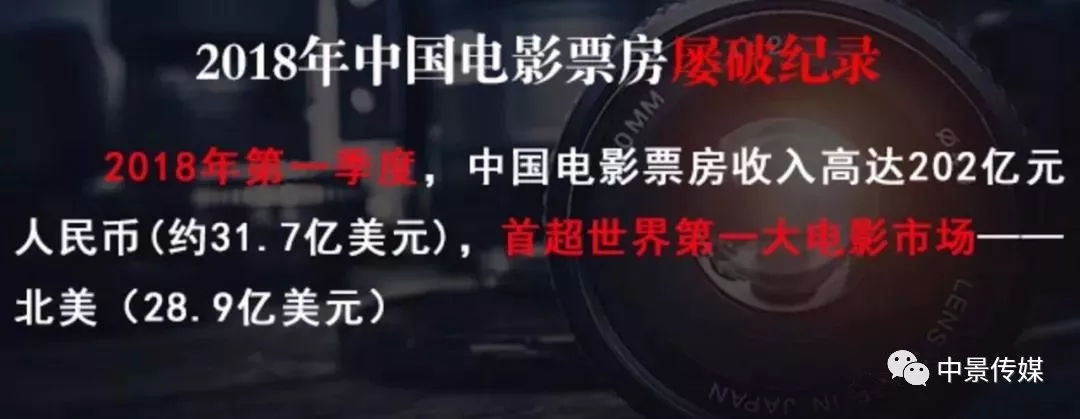 2018年中国电影票房屡破纪录
2018年第一季度，中国电影票房收入高达202亿元
人民币(约31.7亿美元)，首超世界第一大电影市场——
北美（28.9亿美元）
0MM
LENS
E IN JAPAN
中景传媒